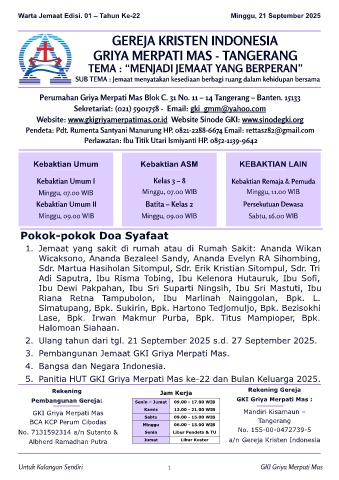 Warta Jemaat Edisi. 01 – Tahun Ke-22
Minggu, 21 September 2025
GEREJA KRISTEN INDONESIA
GRIYA MERPATI MAS - TANGERANG
TEMA : "MENJADI JEMAAT YANG BERPERAN"
SUB TEMA : Jemaat menyatakan kesediaan berbagi ruang dalam kehidupan bersama
Perumahan Griya Merpati Mas Blok C. 31 No. 11 – 14 Tangerang – Banten. 15133
Sekretariat: (021) 5901758 - Email: gki_gmm@yahoo.com
Website: www.gkigriyamerpatimas.or.id Website Sinode GKI: www.sinodegki.org
Pendeta: Pdt. Rumenta Santyani Manurung HP. 0821-2288-6674 Email: rettasz82@gmail.com
Perlawatan: Ibu Titik Utari Ismiyanti HP. 0852-1139-9642
Kebaktian Umum
Kebaktian Umum I
Minggu, 07.00 WIB
Kebaktian Umum II
Minggu, 09.00 WIB
Kebaktian ASM
Kelas 3 – 8
Minggu, 07.00 WIB
Batita – Kelas 2
Minggu, 09.00 WIB
KEBAKTIAN LAIN
Kebaktian Remaja & Pemuda
Minggu, 11.00 WIB
Persekutuan Dewasa
Sabtu, 16.00 WIB
Pokok-pokok Doa Syafaat
1. Jemaat yang sakit di rumah atau di Rumah Sakit: Ananda Wikan
Wicaksono, Ananda Bezaleel Sandy, Ananda Evelyn RA Sihombing,
Sdr. Martua Hasiholan Sitompul, Sdr. Erik Kristian Sitompul, Sdr. Tri
Adi Saputra, Ibu Risma Tobing, Ibu Kelenora Hutauruk, Ibu Sofi,
Ibu Dewi Pakpahan, Ibu Sri Suparti Ningsih, Ibu Sri Mastuti, Ibu
Riana Retna Tampubolon, Ibu Marlinah Nainggolan, Bpk. L.
Simatupang, Bpk. Sukirin, Bpk. Hartono Tedjomuljo, Bpk. Bezisokhi
Lase, Bpk. Irwan Makmur Purba, Bpk. Titus Mampioper, Bpk.
Halomoan Siahaan.
2. Ulang tahun dari tgl. 21 September 2025 s.d. 27 September 2025.
3. Pembangunan Jemaat GKI Griya Merpati Mas.
4. Bangsa dan Negara Indonesia.
5. Panitia HUT GKI Griya Merpati Mas ke-22 dan Bulan Keluarga 2025.
Rekening
Pembangunan Gereja:
GKI Griya Merpati Mas
BCA KCP Perum Cibodas
No. 7131592314 a/n Sutanto &
Albherd Ramadhan Putra
Jam Kerja
Senin – Jumat 09.00 - 17.00 WIB
Kamis 13.00 - 21.00 WIB
Sabtu 09.00 - 15.00 WIB
Minggu 06.00 - 13.00 WIB
Senin Libur Pendeta & TU
Jumat Libur Koster
Rekening Gereja
GKI Griya Merpati Mas :
Mandiri Kisamaun –
Tangerang
No. 155-00-0472739-5
a/n Gereja Kristen Indonesia
Untuk Kalangan Sendiri
1
GKI Griya Merpati Mas